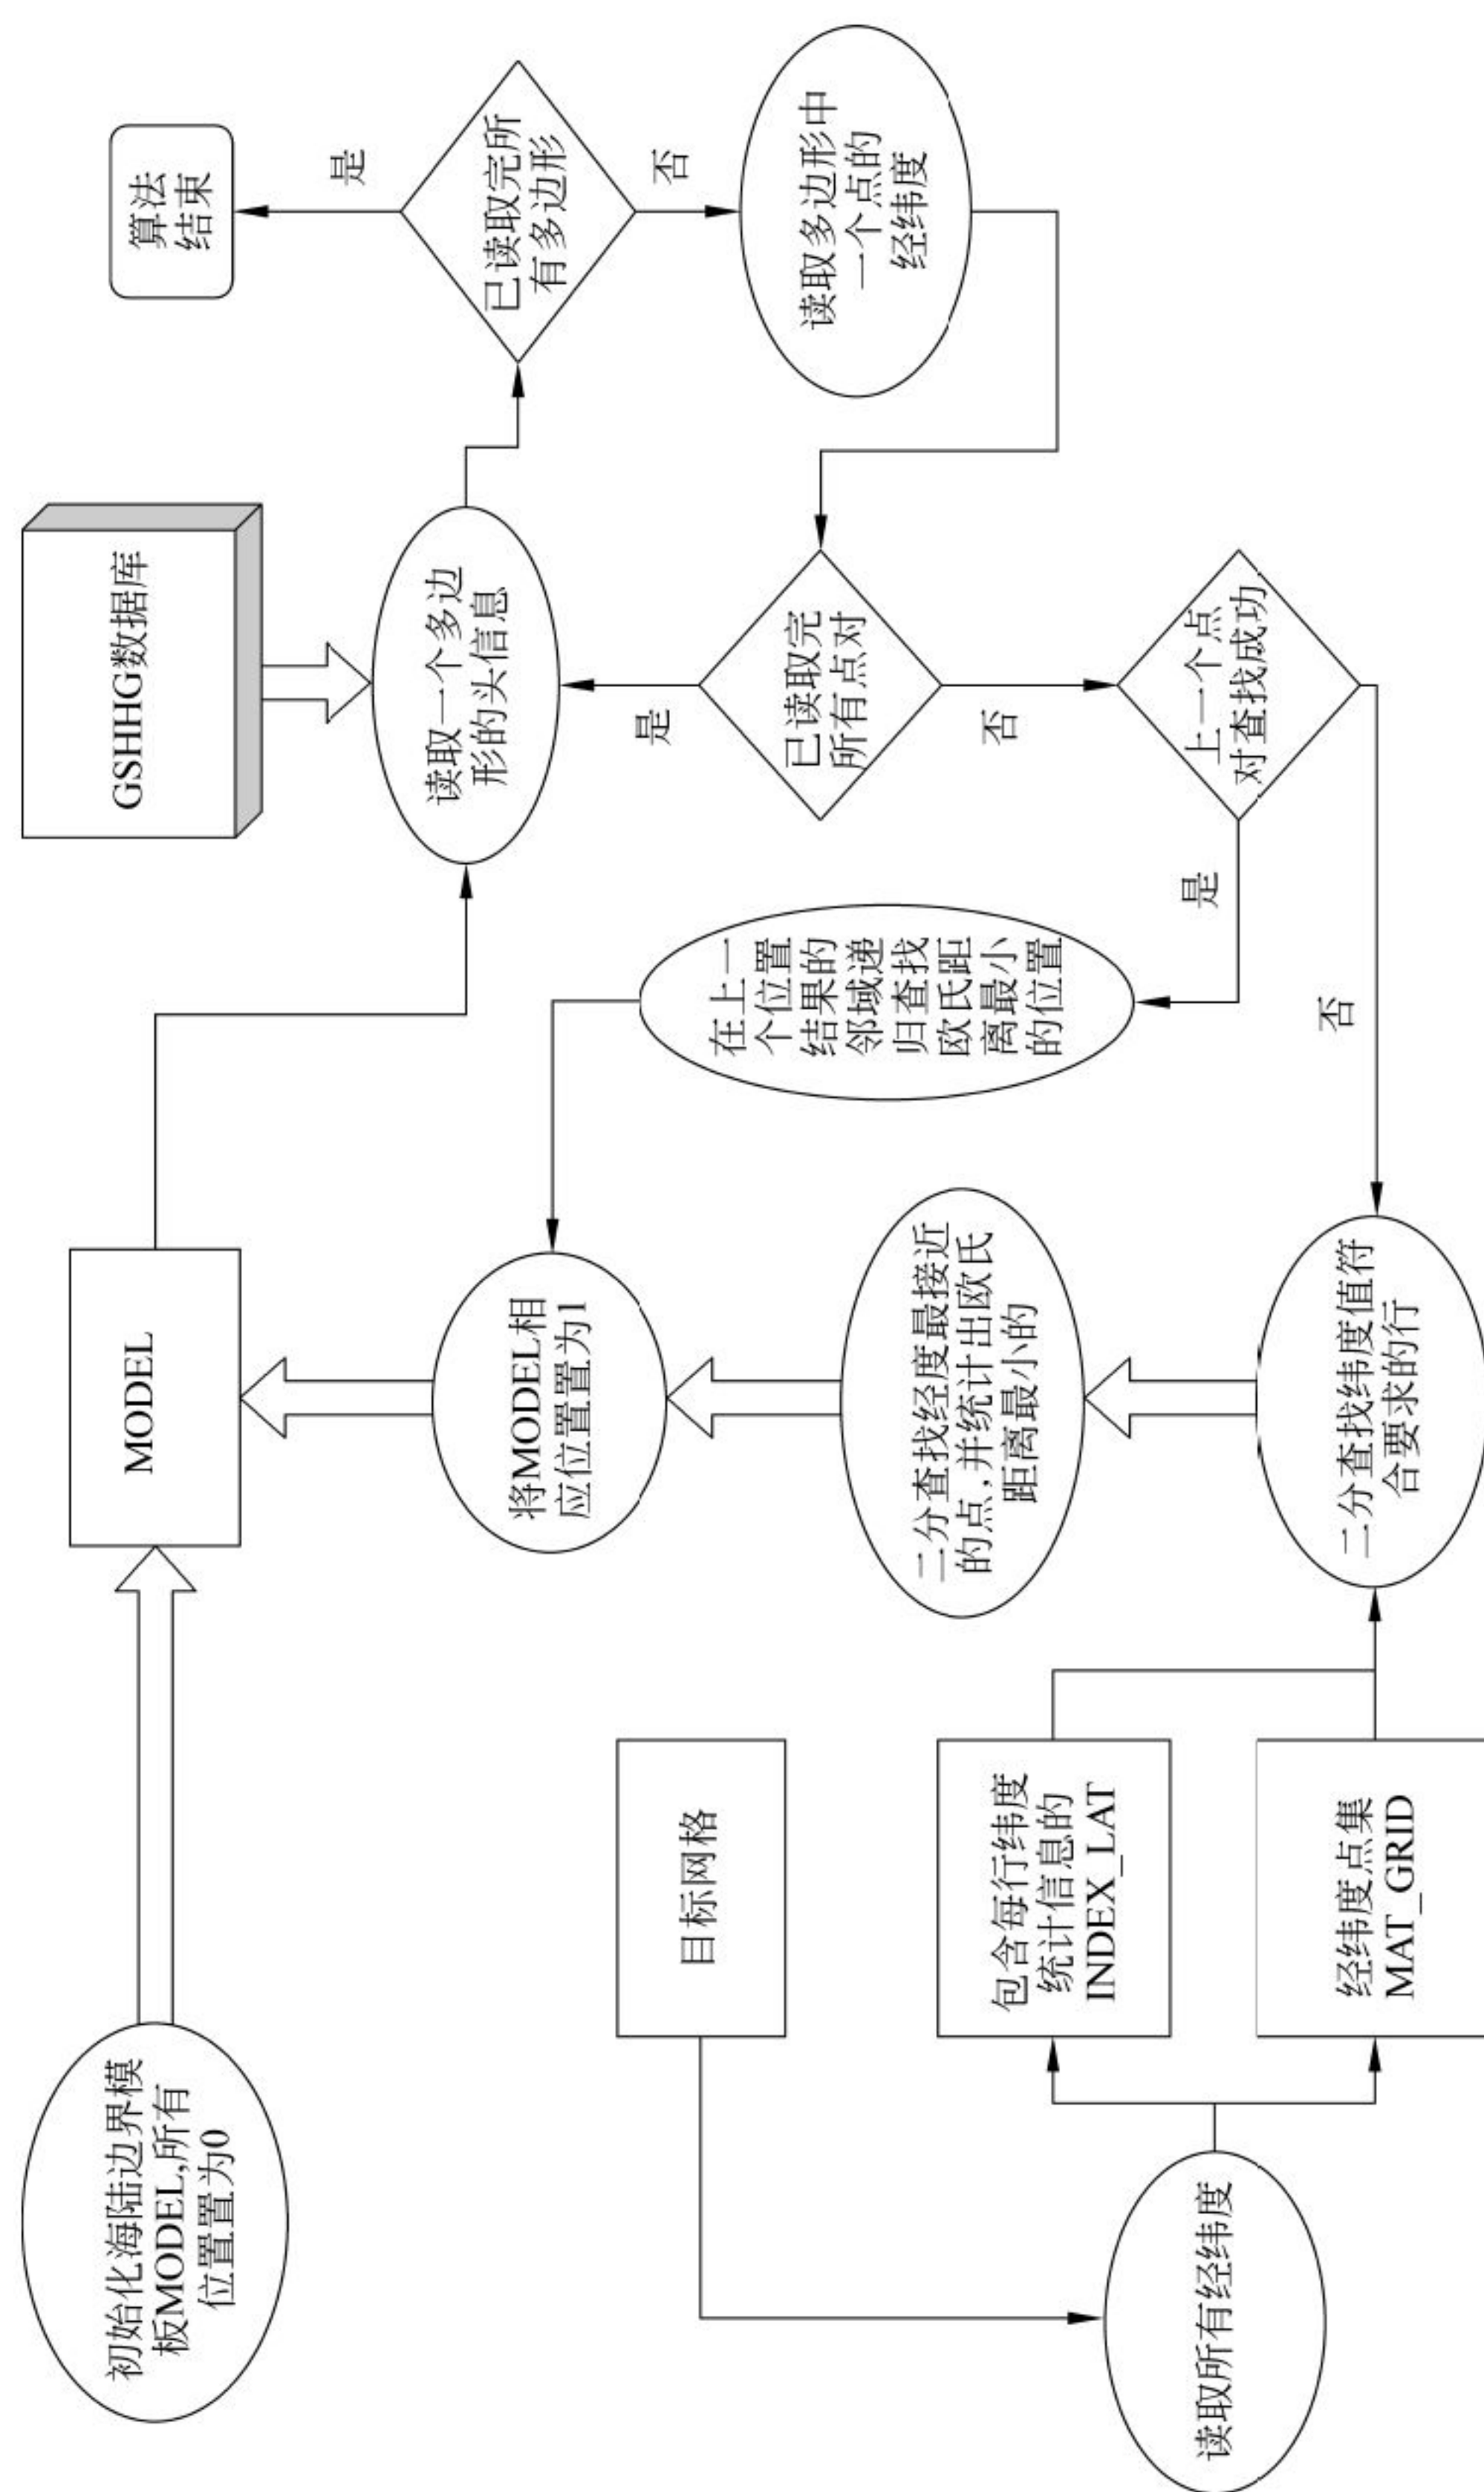 初始化海陆边界模
板MODEL,所有
位置置为0
MODEL
GSHHG数据库
算法
结束
是
读取一个多边
形的头信息
已读取完所
有多边形
否
读取多边形中
一个点的
经纬度
将MODEL相
应位置置为1
在上一
个位置
结果的
邻域递
归查找
欧氏距
离最小
的位置
是
已读取完
所有点对
否
目标网格
二分查找经度最接近
的点,并统计出欧氏
距离最小的
是
上一个点
对查找成功
否
读取所有经纬度
包含每行纬度
统计信息的
INDEX_LAT
经纬度点集
MAT_GRID
二分查找纬度值符
合要求的行